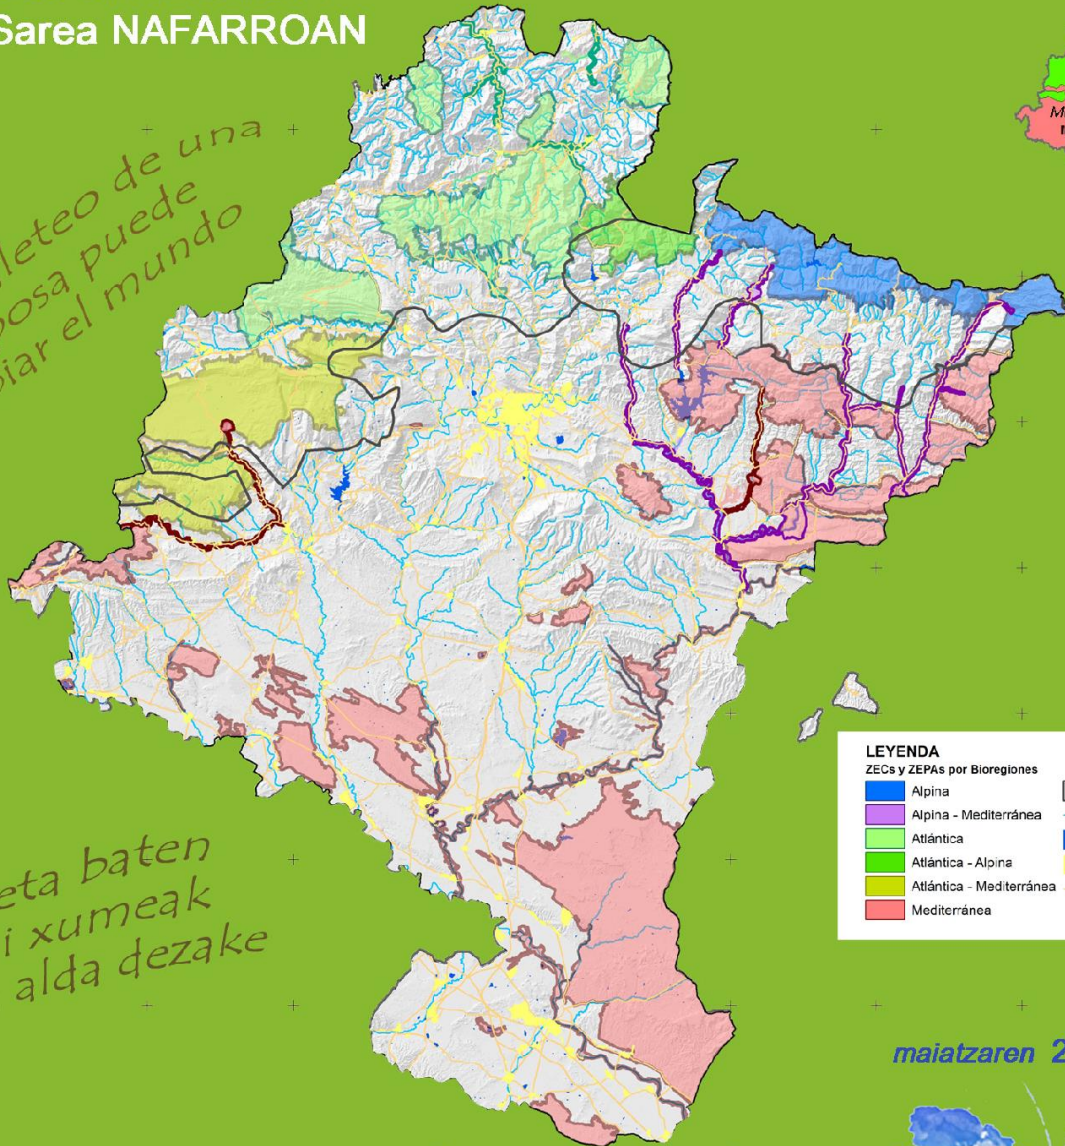 Sarea NAFARROAN
leteo de una
posa puede
biar el mundo
LEYENDA
ZECs y ZEPAs por Bioregiones
Alpina
Alpina - Mediterránea
Atlántica
Atlántica - Alpina
Atlántica - Mediterránea
Mediterránea
eta baten
i xumeak
alda dezake
maiatzaren 2